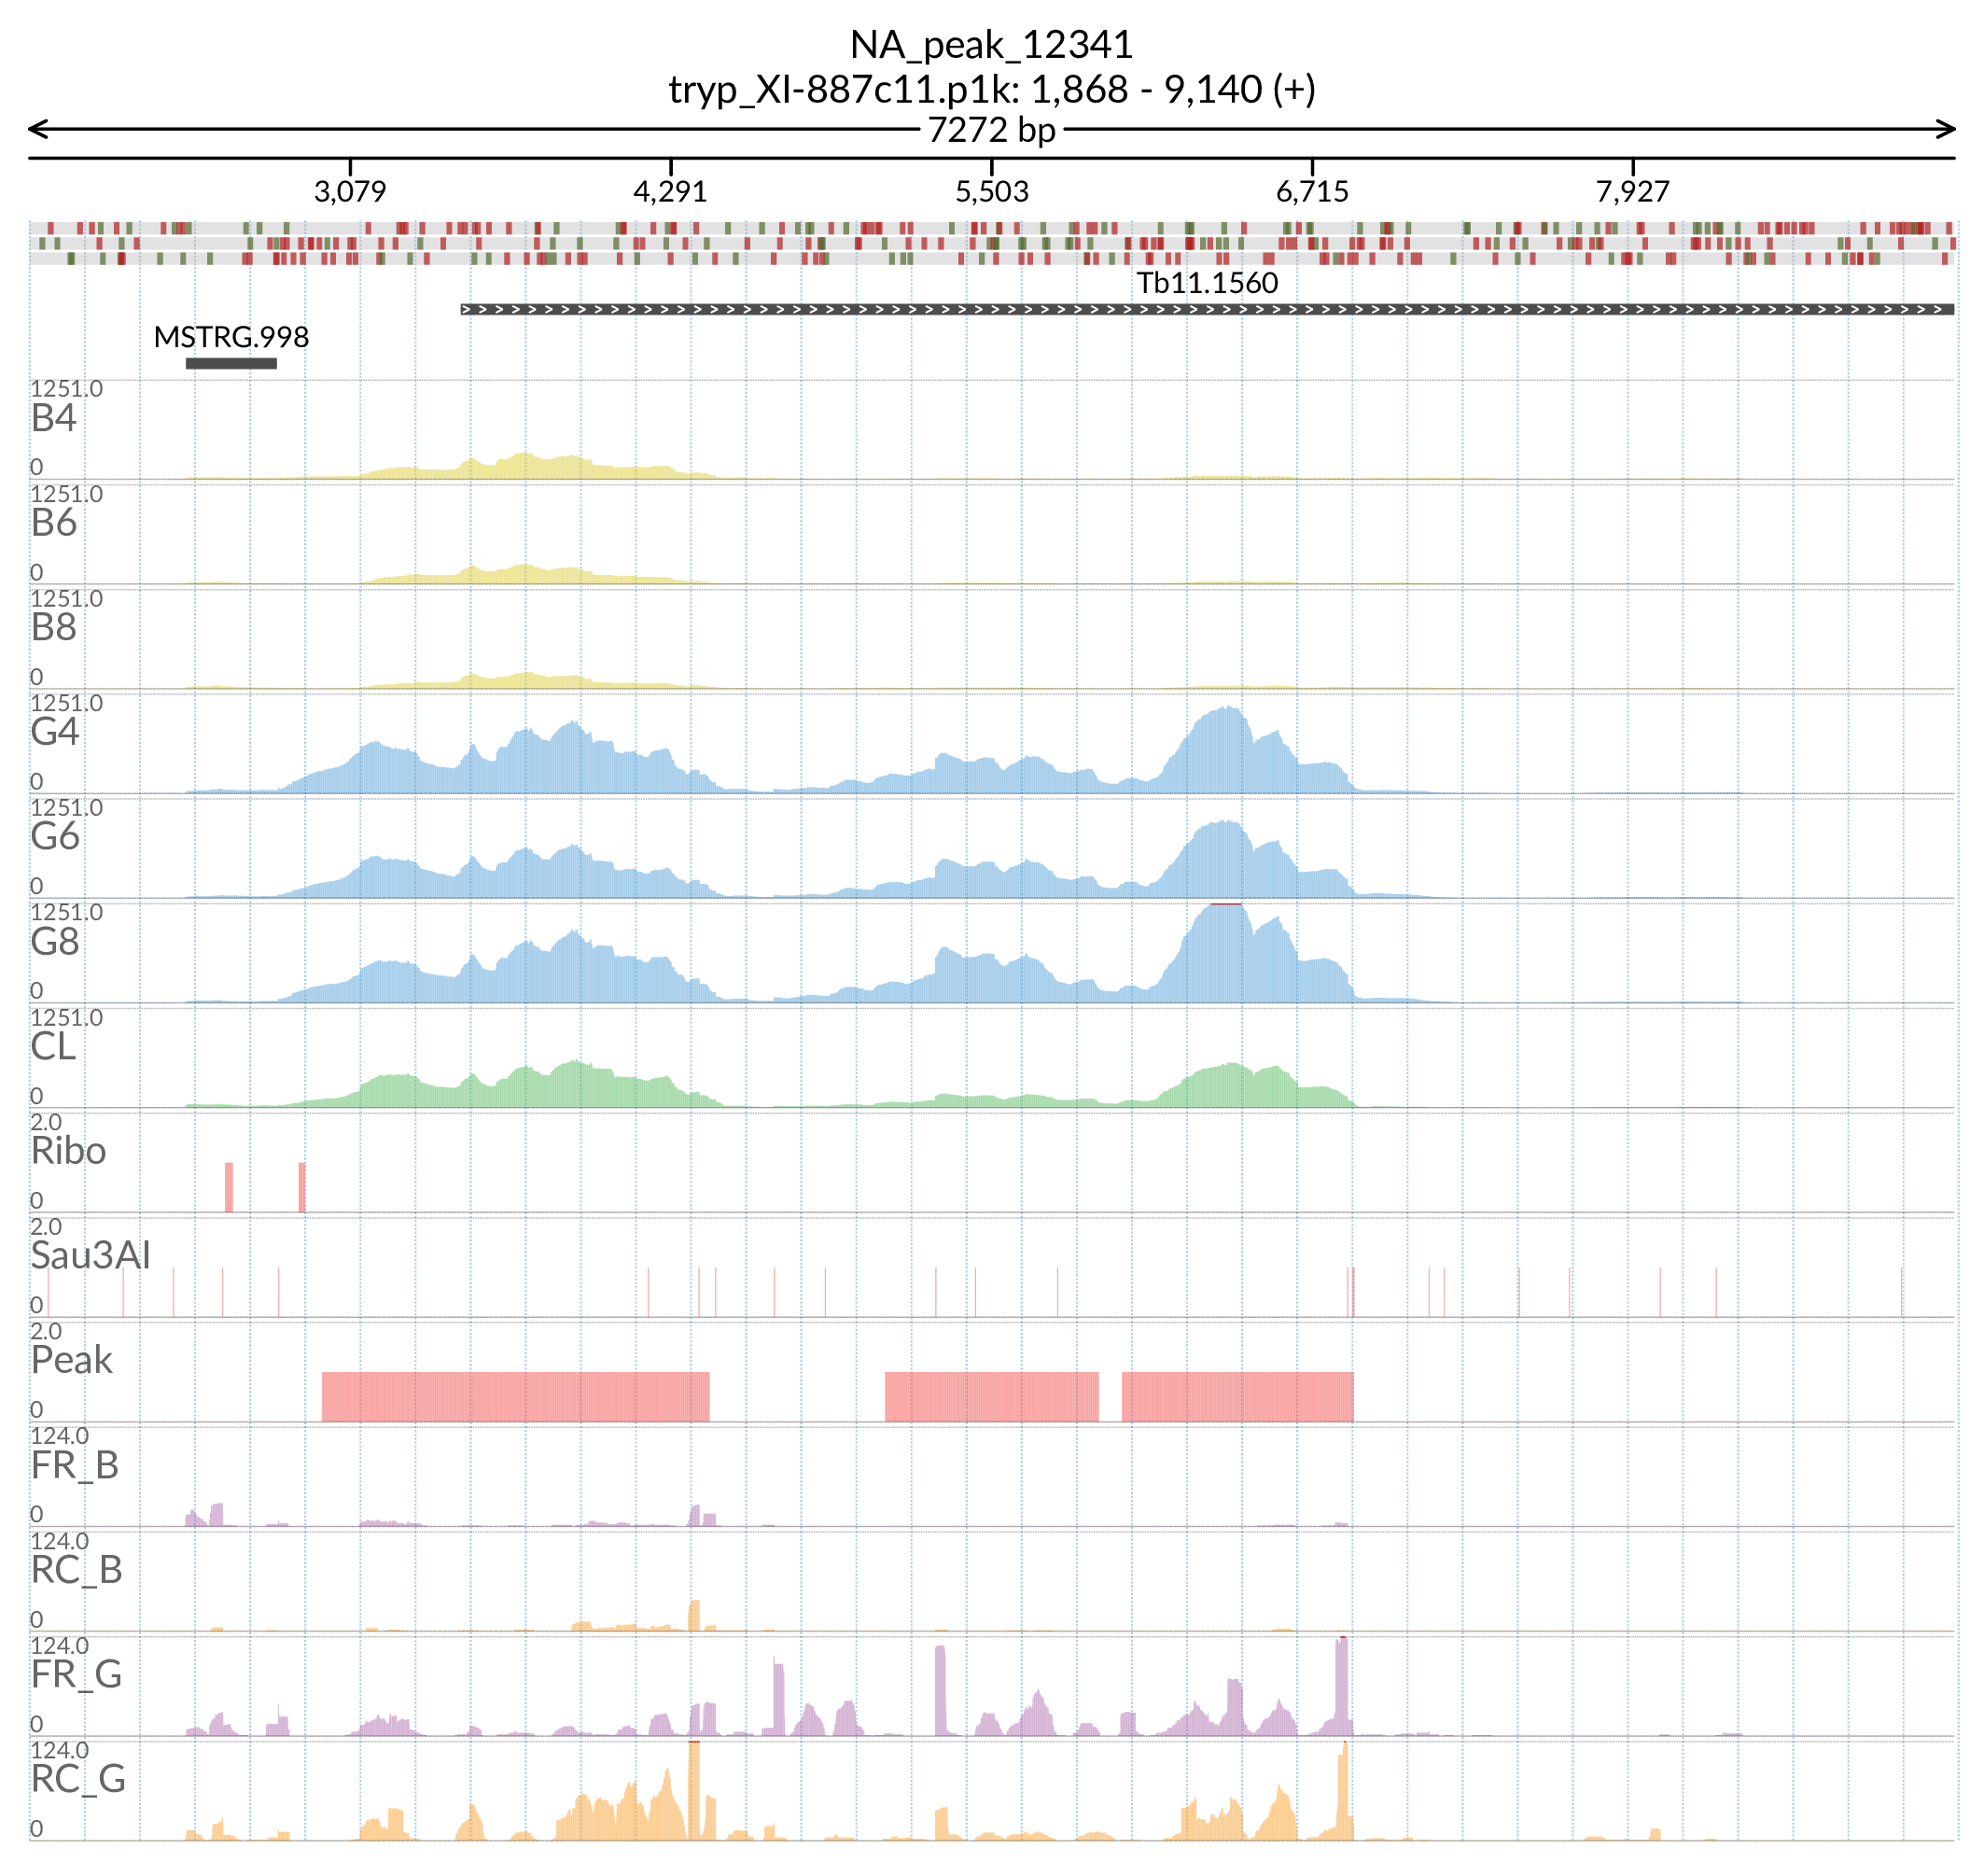 NA_peak_12341
tryp_XI-887c11.p1k: 1,868 - 9,140 (+)
7272 bp
3,079 4,291 5,503 6,715 7,927
Tb11.1560
MSTRG.998
1251.0
B4
0
1251.0
B6
0
1251.0
B8
0
1251.0
G4
0
1251.0
G6
0
1251.0
G8
0
1251.0
CL
0
2.0
Ribo
0
2.0
Sau3AI
0
2.0
Peak
0
124.0
FR_B
0
124.0
RC_B
0
124.0
FR_G
0
124.0
RC_G
0